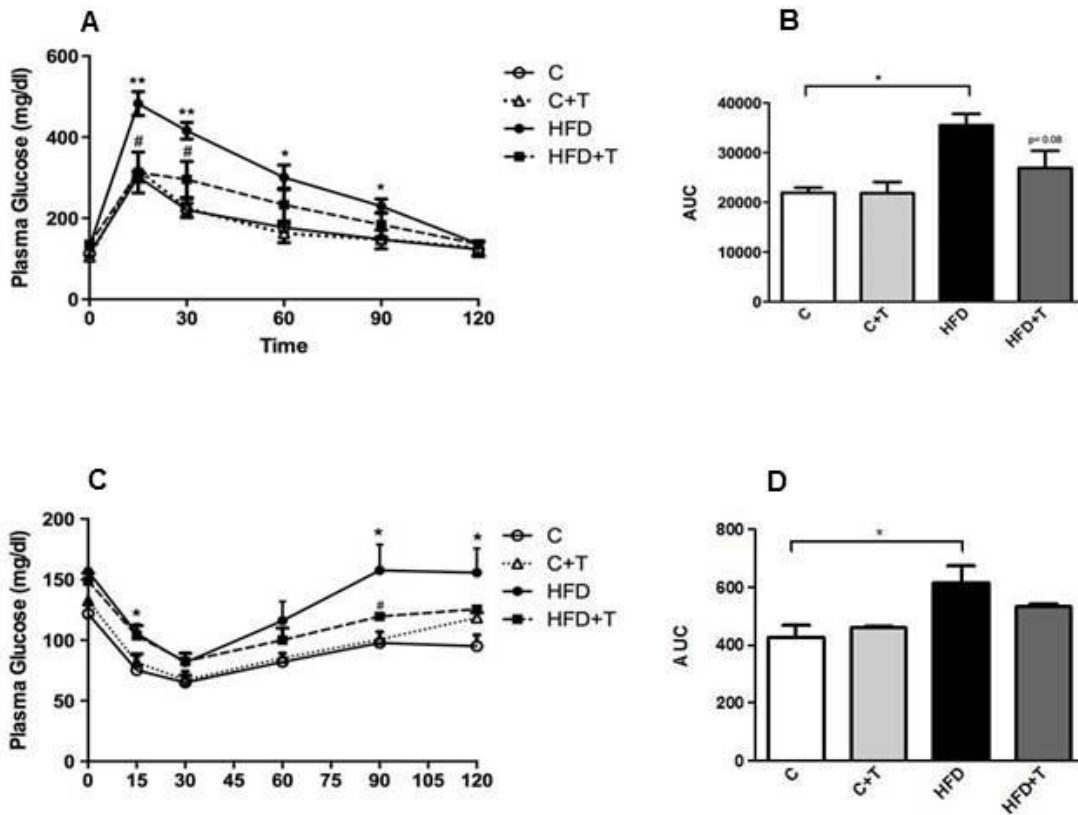 A
Plasma Glucose (mg/dl)
600
400
200
0
** ** * *
# #
0 30 60 90 120
Time
C
C+T
HFD
HFD+T
B
*
AUC
40000
30000
20000
10000
0
p= 0.08
C C+T HFD HFD+T
C
Plasma Glucose (mg/dl)
200
150
100
50
0
* * *
#
0 15 30 45 60 75 90 105 120
C
C+T
HFD
HFD+T
D
*
AUC
800
600
400
200
0
C C+T HFD HFD+T